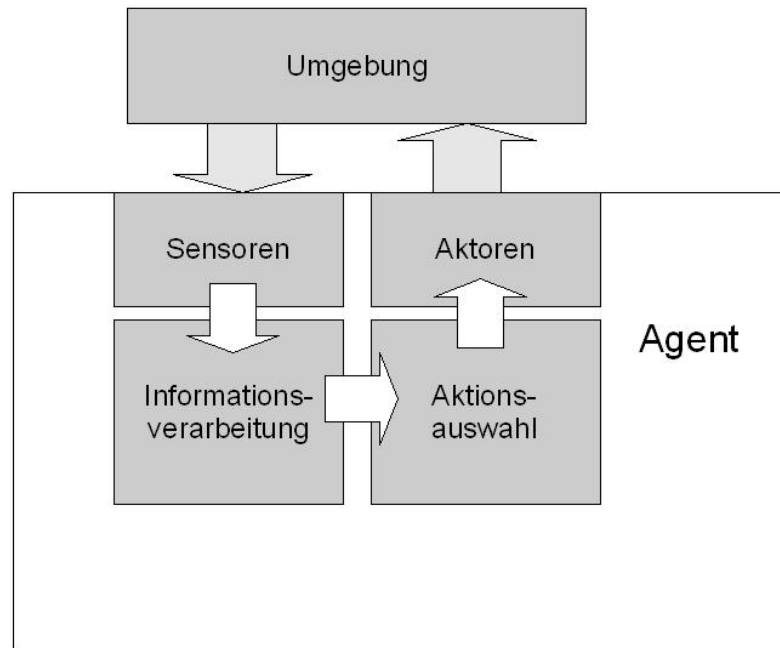 Umgebung
Sensoren
Aktoren
Agent
Informations-
verarbeitung
Aktions-
auswahl